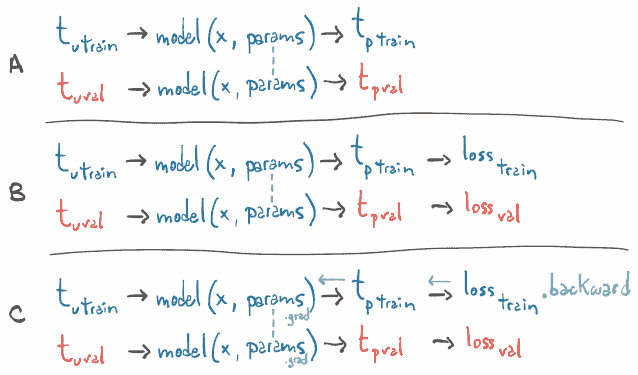 A
t_u train → model (x, params) → t_p train
t_u val → model (x, params) → t_p val
B
t_u train → model (x, params) → t_p train → loss train
t_u val → model (x, params) → t_p val → loss val
C
t_u train → model (x, params) → t_p train → loss train .backward
.grad
t_u val → model (x, params) → t_p val → loss val
.grad